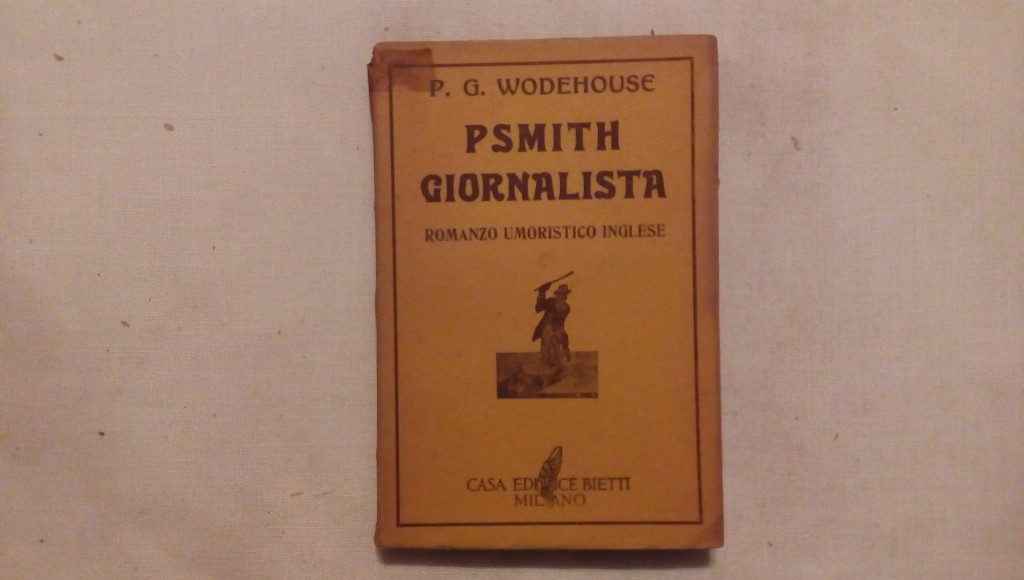 P. G. WODEHOUSE
PSMITH
GIORNALISTA
ROMANZO UMORISTICO INGLESE
CASA EDITRICE BIETTI
MILANO